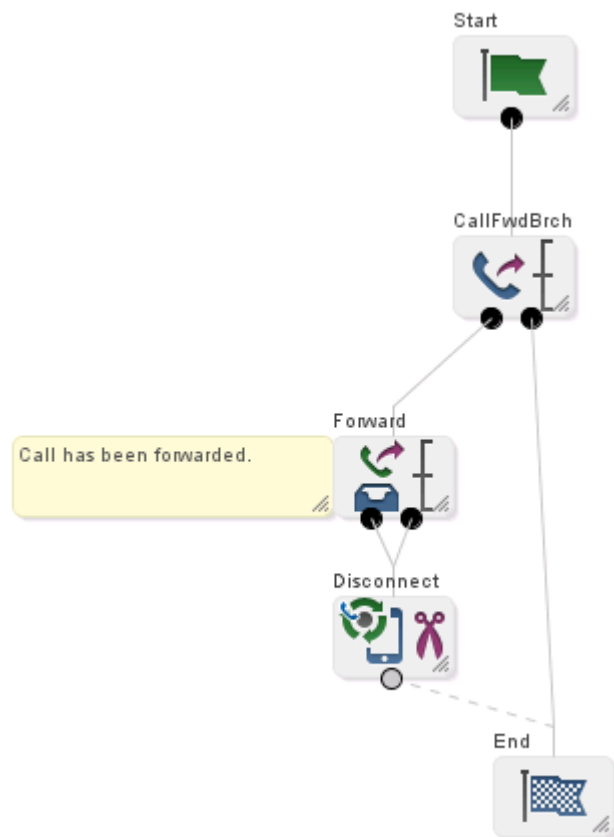 Start
CallFwdBrch
Forward
Call has been forwarded.
Disconnect
End